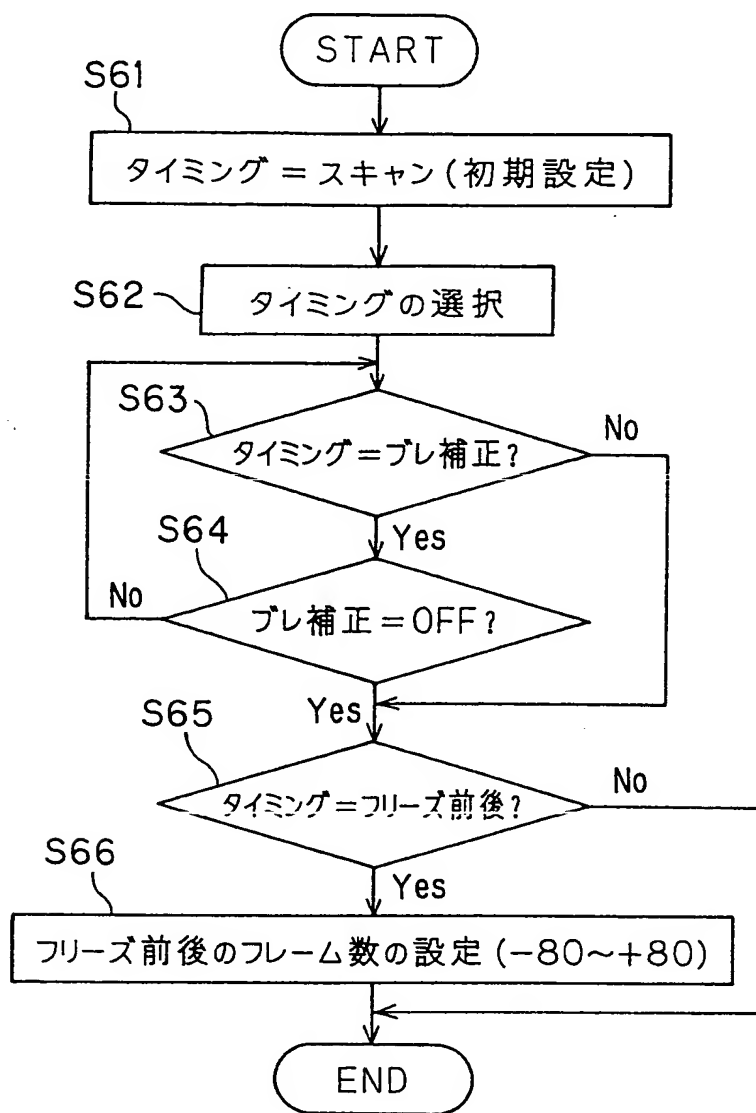 START
S61
タイミング=スキャン(初期設定)
S62
タイミングの選択
S63
タイミング=ブレ補正?
No
Yes
S64
No
ブレ補正=OFF?
Yes
S65
タイミング=フリーズ前後?
No
Yes
S66
フリーズ前後のフレーム数の設定(-80~+80)
END